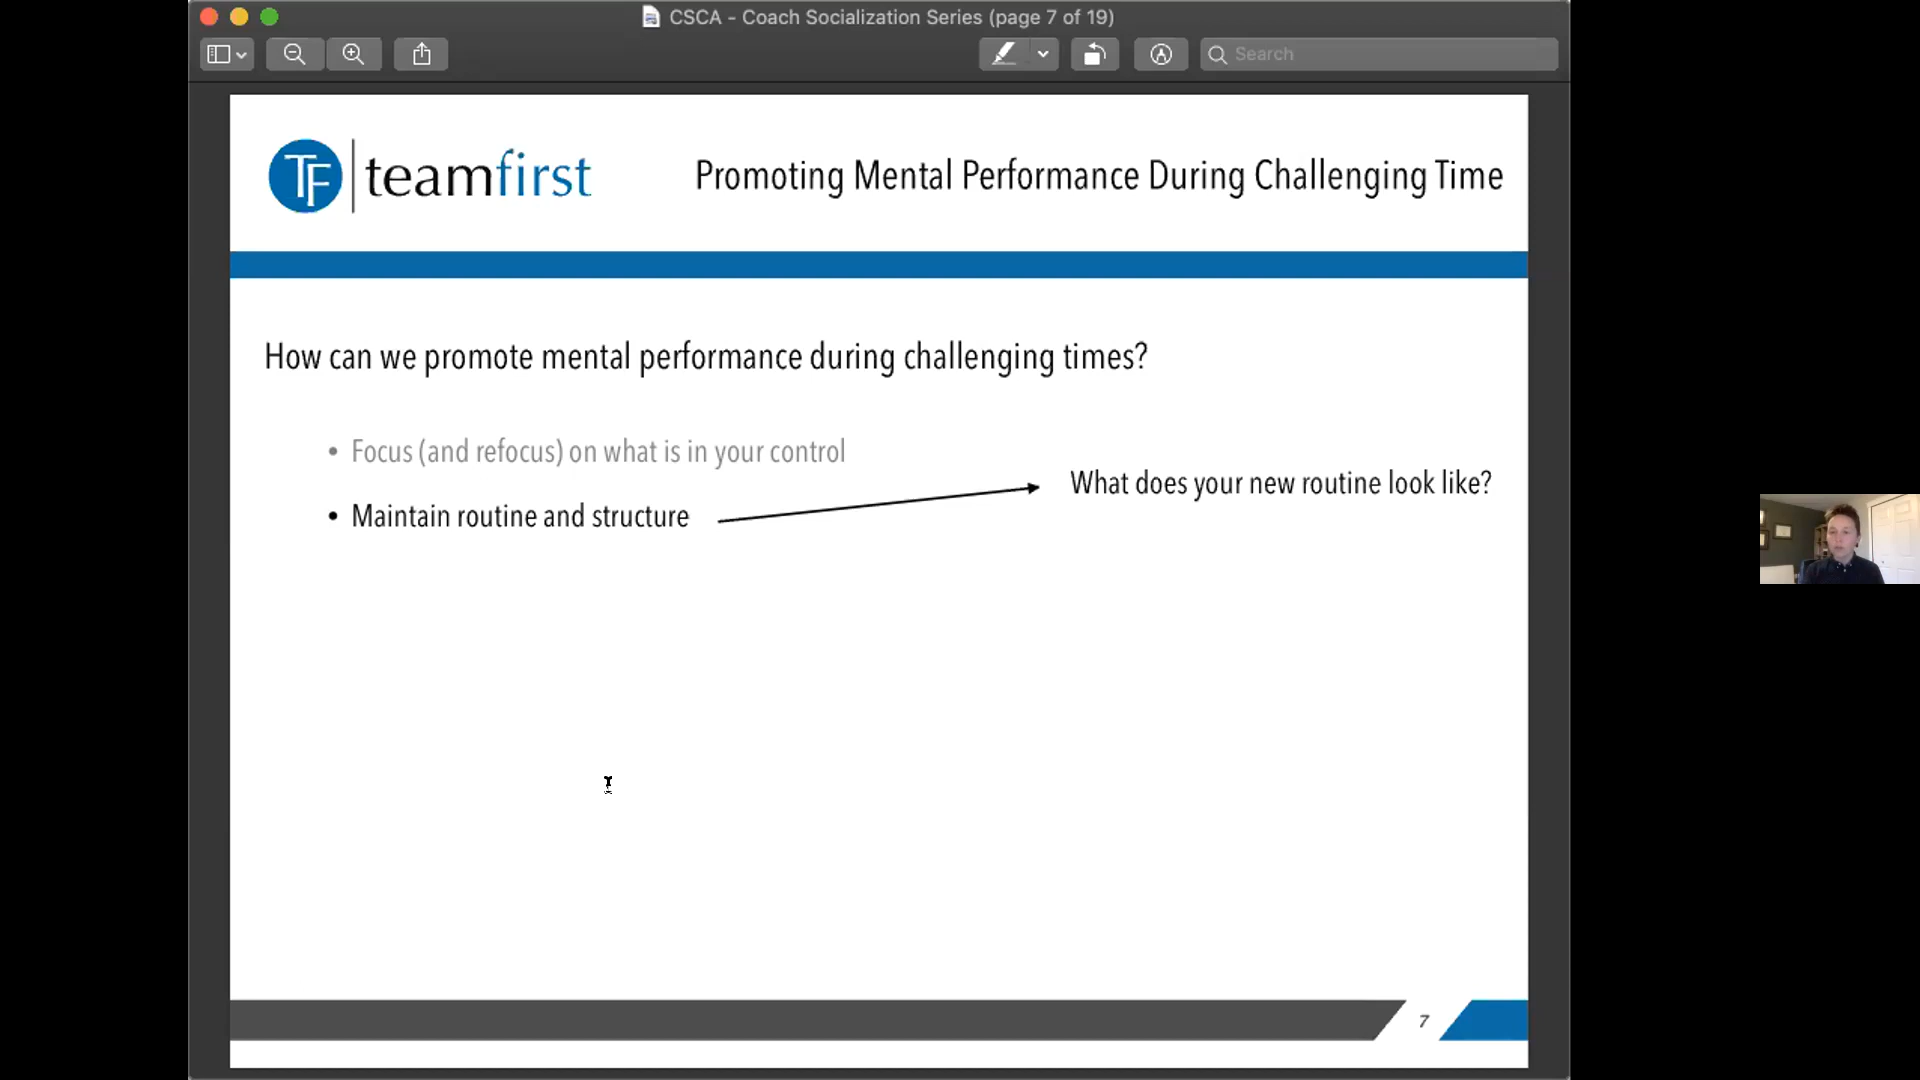 CSCA - Coach Socialization Series (page 7 of 19)
Search
TF teamfirst
Promoting Mental Performance During Challenging Time
How can we promote mental performance during challenging times?
• Focus (and refocus) on what is in your control
• Maintain routine and structure
What does your new routine look like?
7